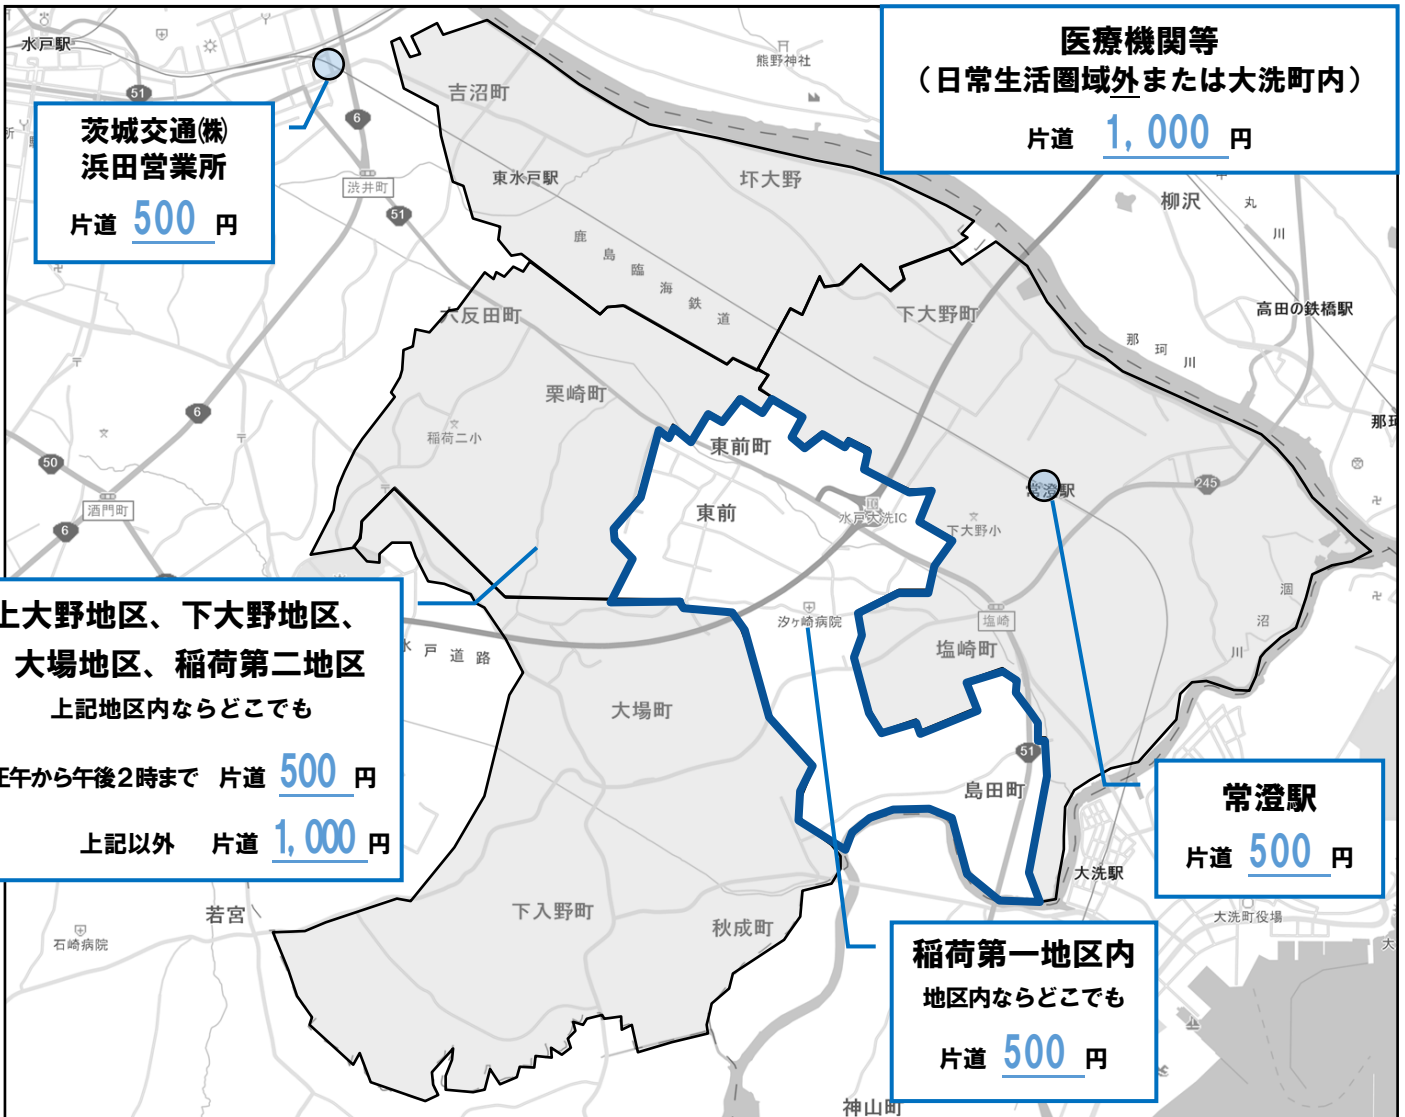 水戸駅
51
6
茨城交通㈱
浜田営業所
片道 500 円
渋井町
51
吉沼町
東水戸駅
圷大野
熊野神社
医療機関等
（日常生活圏域外または大洗町内）
片道 1,000 円
柳沢
丸
川
高田の鉄橋駅
那
珂
川
鹿
島
臨
海
鉄
道
六反田町
下大野町
栗崎町
稲荷二小
東前町
東前
水戸大洗IC
常澄駅
下大野小
245
6
50
酒門町
6
上大野地区、下大野地区、
大場地区、稲荷第二地区
上記地区内ならどこでも
正午から午後２時まで 片道 500 円
上記以外 片道 1,000 円
水
戸
道
路
汐ヶ崎病院
塩崎
塩崎町
涸
沼
川
大場町
51
島田町
常澄駅
片道 500 円
大洗駅
大洗町役場
若宮
石崎病院
下入野町
秋成町
稲荷第一地区内
地区内ならどこでも
片道 500 円
神山町